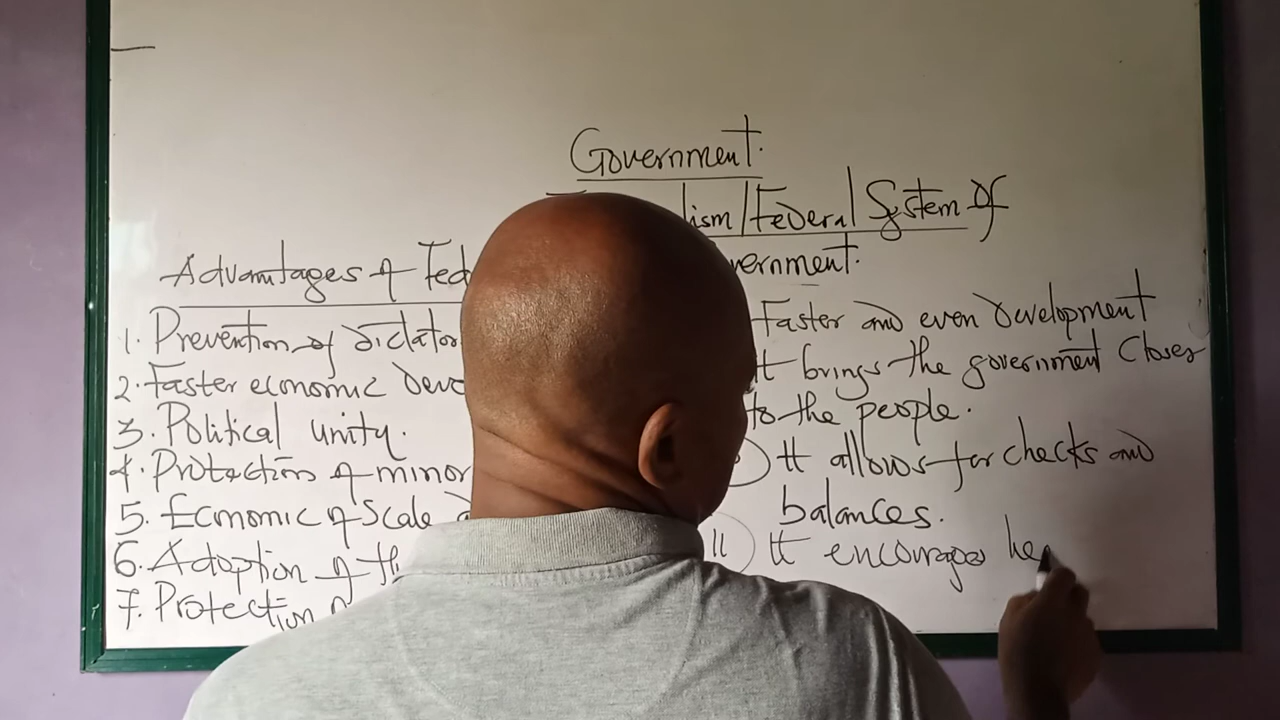 Government.
lism/Federal System Of
vernment.
Advantages of Fed
1. Prevention of dictator
2. Faster economic Deve
3. Political unity.
4. Protection of minor
5. Economic of Scale
6. Adoption of th
7. Protection
Faster and even Development
It brings the government Closer
to the people.
It allows for checks and
balances.
11) It encourages he